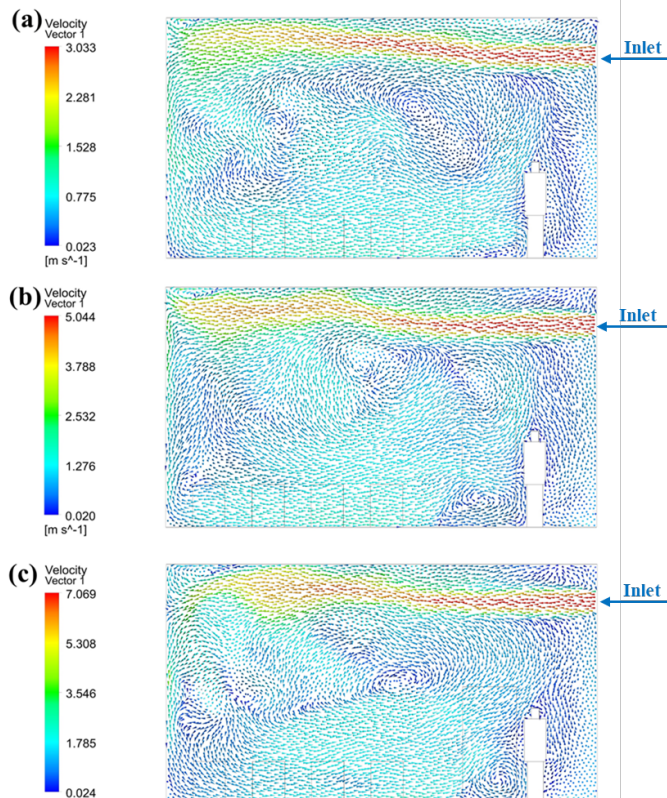 (a)
Velocity
Vector 1
3.033
2.281
1.528
0.775
0.023
[m s^-1]
Inlet
(b)
Velocity
Vector 1
5.044
3.788
2.532
1.276
0.020
[m s^-1]
Inlet
(c)
Velocity
Vector 1
7.069
5.308
3.546
1.785
0.024
Inlet